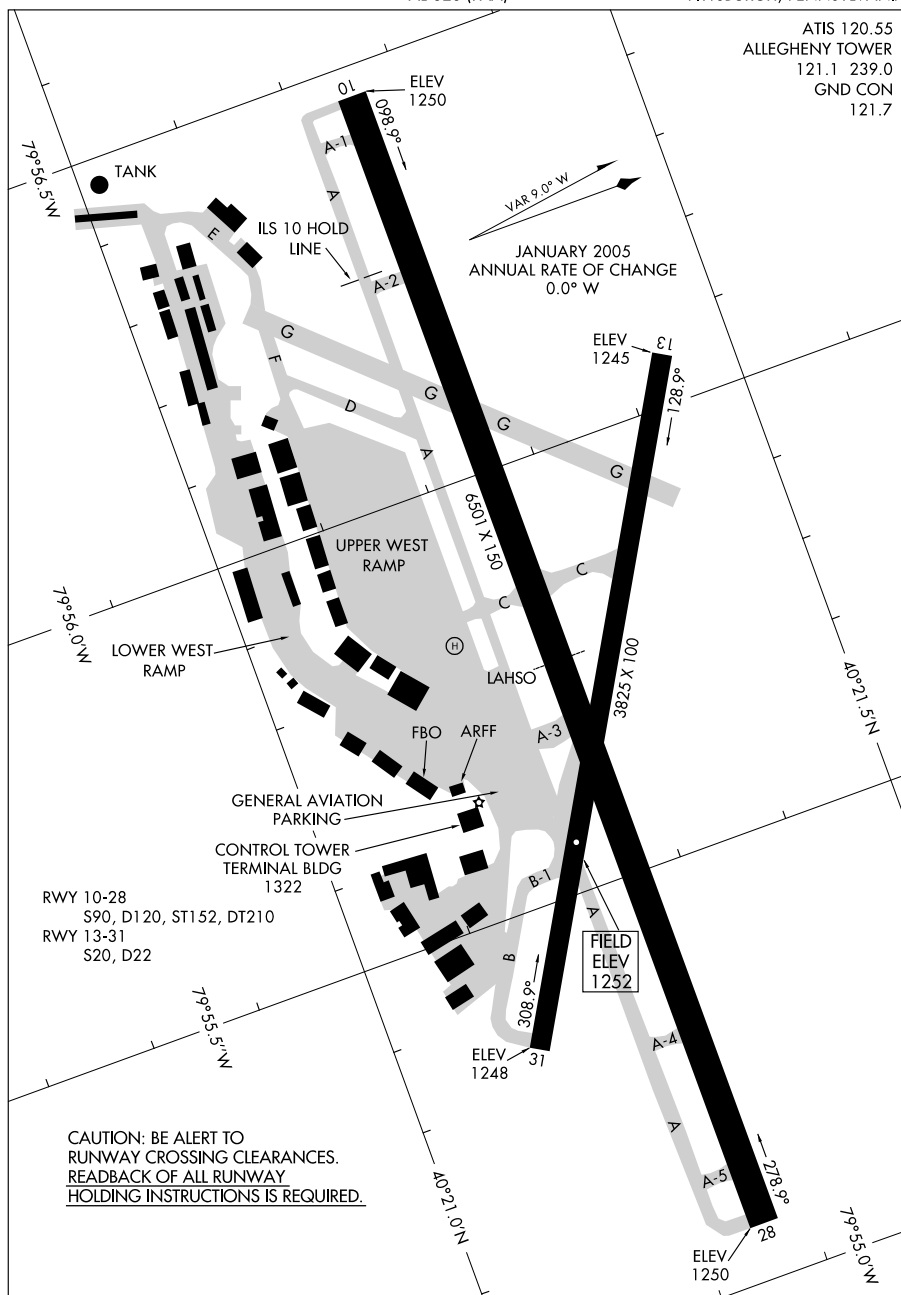 ATIS 120.55
ALLEGHENY TOWER
121.1 239.0
GND CON
121.7
10
ELEV
1250
098.9°
A-1
A
79°56.5'W
TANK
VAR 9.0° W
JANUARY 2005
ANNUAL RATE OF CHANGE
0.0° W
E
ILS 10 HOLD
LINE
A-2
G
F
D
G
G
G
A
ELEV
1245
13
128.9°
6501 X 150
UPPER WEST
RAMP
C
C
79°56.0'W
LOWER WEST
RAMP
H
LAHSO
3825 X 100
40°21.5'N
A-3
FBO
ARFF
GENERAL AVIATION
PARKING
CONTROL TOWER
TERMINAL BLDG
1322
RWY 10-28
S90, D120, ST152, DT210
RWY 13-31
S20, D22
B-1
A
B
FIELD
ELEV
1252
308.9°
79°55.5'W
ELEV
1248
31
A-4
A
A-5
278.9°
28
ELEV
1250
79°55.0'W
40°21.0'N
CAUTION: BE ALERT TO
RUNWAY CROSSING CLEARANCES.
READBACK OF ALL RUNWAY
HOLDING INSTRUCTIONS IS REQUIRED.